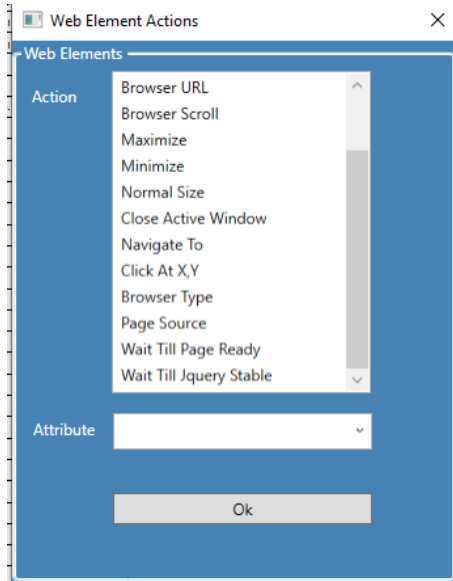 Web Element Actions
Web Elements
Action
Browser URL
Browser Scroll
Maximize
Minimize
Normal Size
Close Active Window
Navigate To
Click At X,Y
Browser Type
Page Source
Wait Till Page Ready
Wait Till Jquery Stable
Attribute
Ok